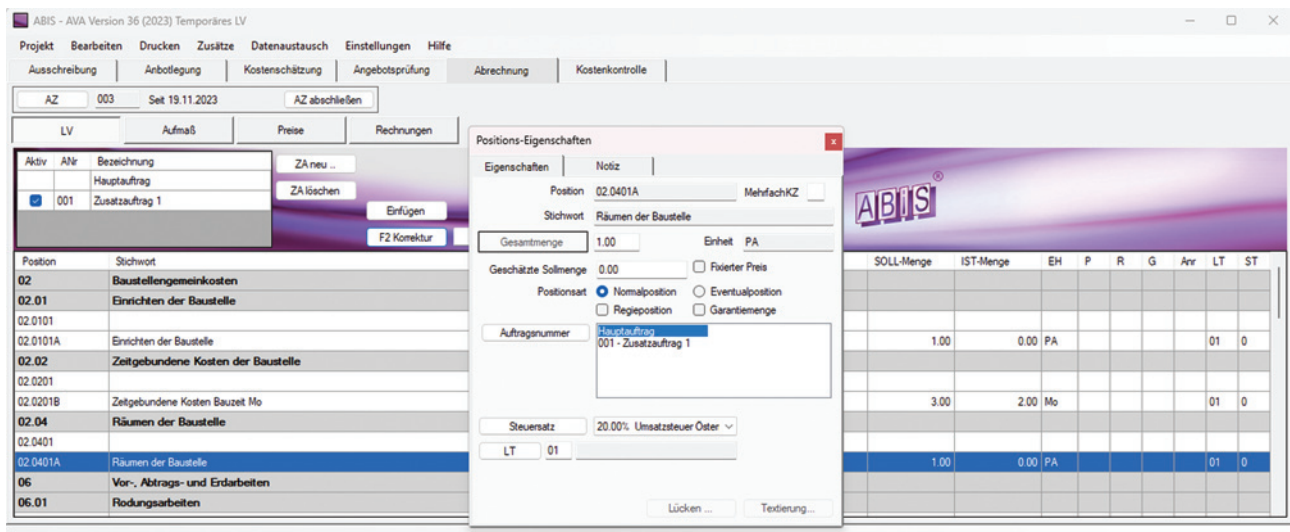 ABIS - AVA Version 36 (2023) Temporäres LV
Projekt Bearbeiten Drucken Zusätze Datenaustausch Einstellungen Hilfe
Ausschreibung Anbotlegung Kostenschätzung Angebotsprüfung Abrechnung Kostenkontrolle
AZ 003 Seit 19.11.2023 AZ abschließen
LV Aufmaß Preise Rechnungen
Aktiv ANr Bezeichnung
Hauptauftrag
001 Zusatzauftrag 1
ZA neu ..
ZA löschen
Einfügen
F2 Korrektur
ABIS®
Positions-Eigenschaften x
Eigenschaften Notiz
Position 02.0401A MehrfachKZ
Stichwort Räumen der Baustelle
Gesamtmenge 1.00 Einheit PA
Geschätzte Sollmenge 0.00 Fixierter Preis
Positionsart Normalposition Eventualposition
Regieposition Garantiemenge
Auftragsnummer Hauptauftrag
001 - Zusatzauftrag 1
Steuersatz 20.00% Umsatzsteuer Öster
LT 01
Lücken ... Textierung...
Position Stichwort SOLL-Menge IST-Menge EH P R G Anr LT ST
02 Baustellengemeinkosten
02.01 Einrichten der Baustelle
02.0101
02.0101A Einrichten der Baustelle 1.00 0.00 PA 01 0
02.02 Zeitgebundene Kosten der Baustelle
02.0201
02.0201B Zeitgebundene Kosten Bauzeit Mo 3.00 2.00 Mo 01 0
02.04 Räumen der Baustelle
02.0401
02.0401A Räumen der Baustelle 1.00 0.00 PA 01 0
06 Vor-, Abtrags- und Erdarbeiten
06.01 Rodungsarbeiten